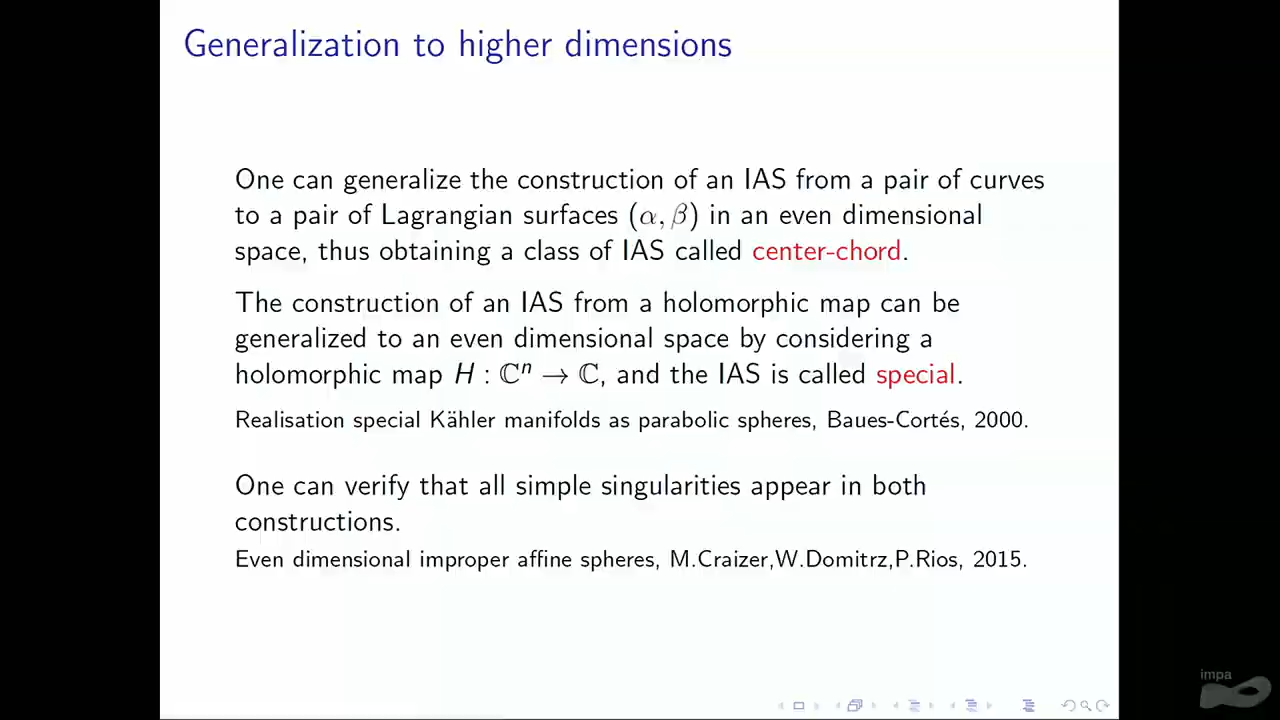 Generalization to higher dimensions
One can generalize the construction of an IAS from a pair of curves
to a pair of Lagrangian surfaces (α, β) in an even dimensional
space, thus obtaining a class of IAS called center-chord.
The construction of an IAS from a holomorphic map can be
generalized to an even dimensional space by considering a
holomorphic map H : ℂⁿ → ℂ, and the IAS is called special.
Realisation special Kähler manifolds as parabolic spheres, Baues-Cortés, 2000.
One can verify that all simple singularities appear in both
constructions.
Even dimensional improper affine spheres, M.Craizer,W.Domitrz,P.Rios, 2015.
impa